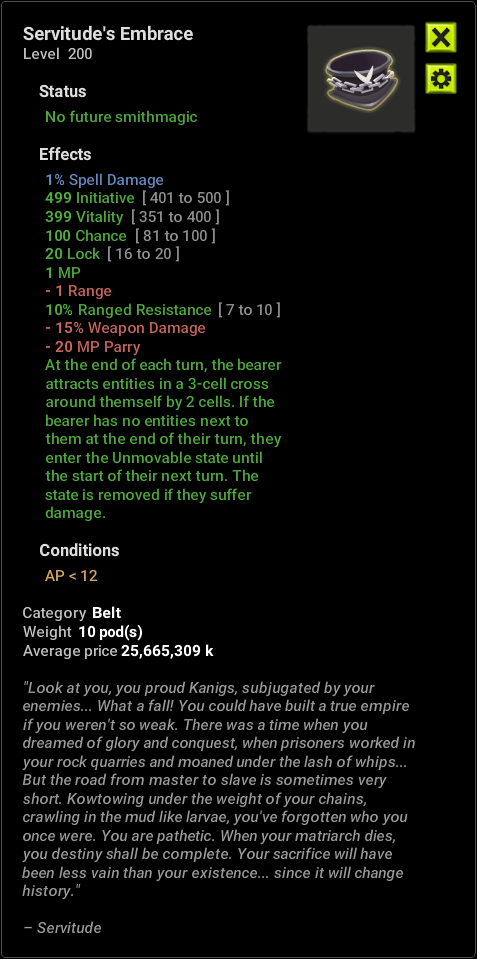 Servitude's Embrace
Level 200
Status
No future smithmagic
Effects
1% Spell Damage
499 Initiative [ 401 to 500 ]
399 Vitality [ 351 to 400 ]
100 Chance [ 81 to 100 ]
20 Lock [ 16 to 20 ]
1 MP
- 1 Range
10% Ranged Resistance [ 7 to 10 ]
- 15% Weapon Damage
- 20 MP Parry
At the end of each turn, the bearer
attracts entities in a 3-cell cross
around themself by 2 cells. If the
bearer has no entities next to
them at the end of their turn, they
enter the Unmovable state until
the start of their next turn. The
state is removed if they suffer
damage.
Conditions
AP < 12
Category Belt
Weight 10 pod(s)
Average price 25,665,309 k
"Look at you, you proud Kanigs, subjugated by your
enemies... What a fall! You could have built a true empire
if you weren't so weak. There was a time when you
dreamed of glory and conquest, when prisoners worked in
your rock quarries and moaned under the lash of whips...
But the road from master to slave is sometimes very
short. Kowtowing under the weight of your chains,
crawling in the mud like larvae, you've forgotten who you
once were. You are pathetic. When your matriarch dies,
you destiny shall be complete. Your sacrifice will have
been less vain than your existence... since it will change
history."
– Servitude